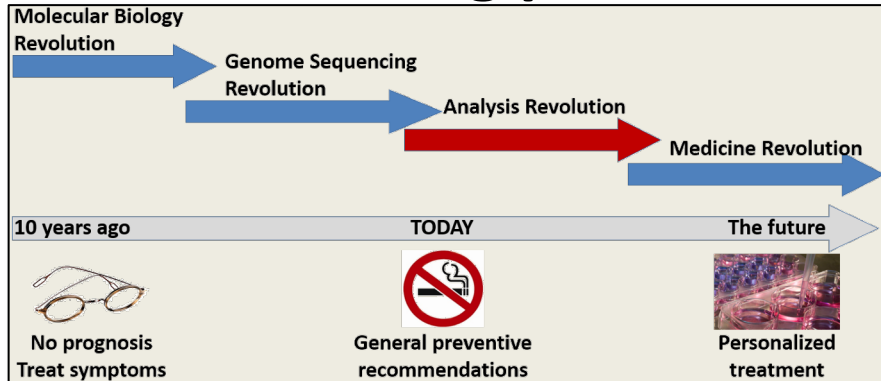 Molecular Biology
Revolution
Genome Sequencing
Revolution
Analysis Revolution
Medicine Revolution
10 years ago
TODAY
The future
No prognosis
Treat symptoms
General preventive
recommendations
Personalized
treatment